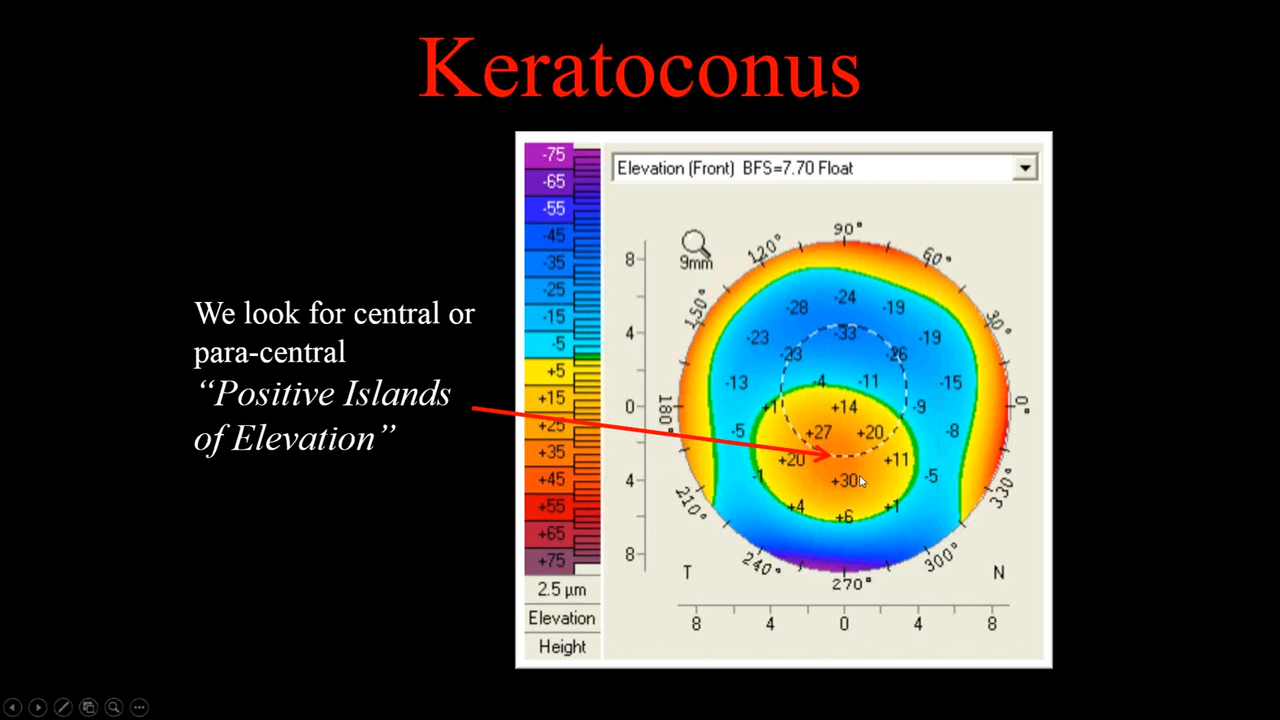 Keratoconus
We look for central or
para-central
“Positive Islands
of Elevation”
Elevation (Front) BFS=7.70 Float
-75
-65
-55
-45
-35
-25
-15
-5
+5
+15
+25
+35
+45
+55
+65
+75
2.5 µm
Elevation
Height
9mm
90°
120° 60°
150° 30°
180° 0°
210° 330°
240° 300°
270°
8
4
0
4
8
-24
-28 -19
-33
-23 -19
-33 -26
-4 -11
-13 -15
+1 +14 -9
-5 +27 +20 -8
+20 +11
-1 +30 -5
+4 +1
+6
T N
8 4 0 4 8